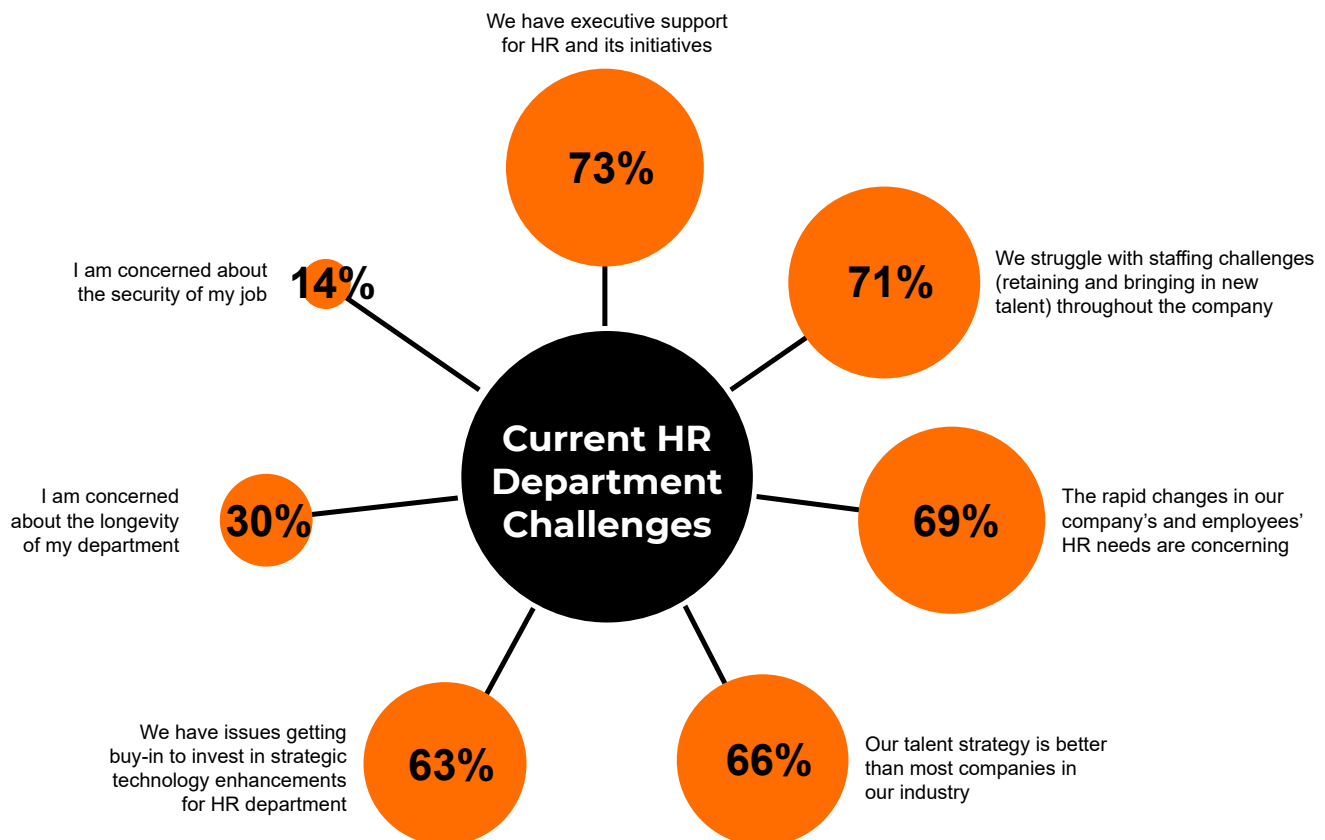 We have executive support
for HR and its initiatives
73%
We struggle with staffing challenges
(retaining and bringing in new
talent) throughout the company
71%
The rapid changes in our
company's and employees'
HR needs are concerning
69%
Our talent strategy is better
than most companies in
our industry
66%
We have issues getting
buy-in to invest in strategic
technology enhancements
for HR department
63%
I am concerned
about the longevity
of my department
30%
I am concerned about
the security of my job
14%
Current HR
Department
Challenges